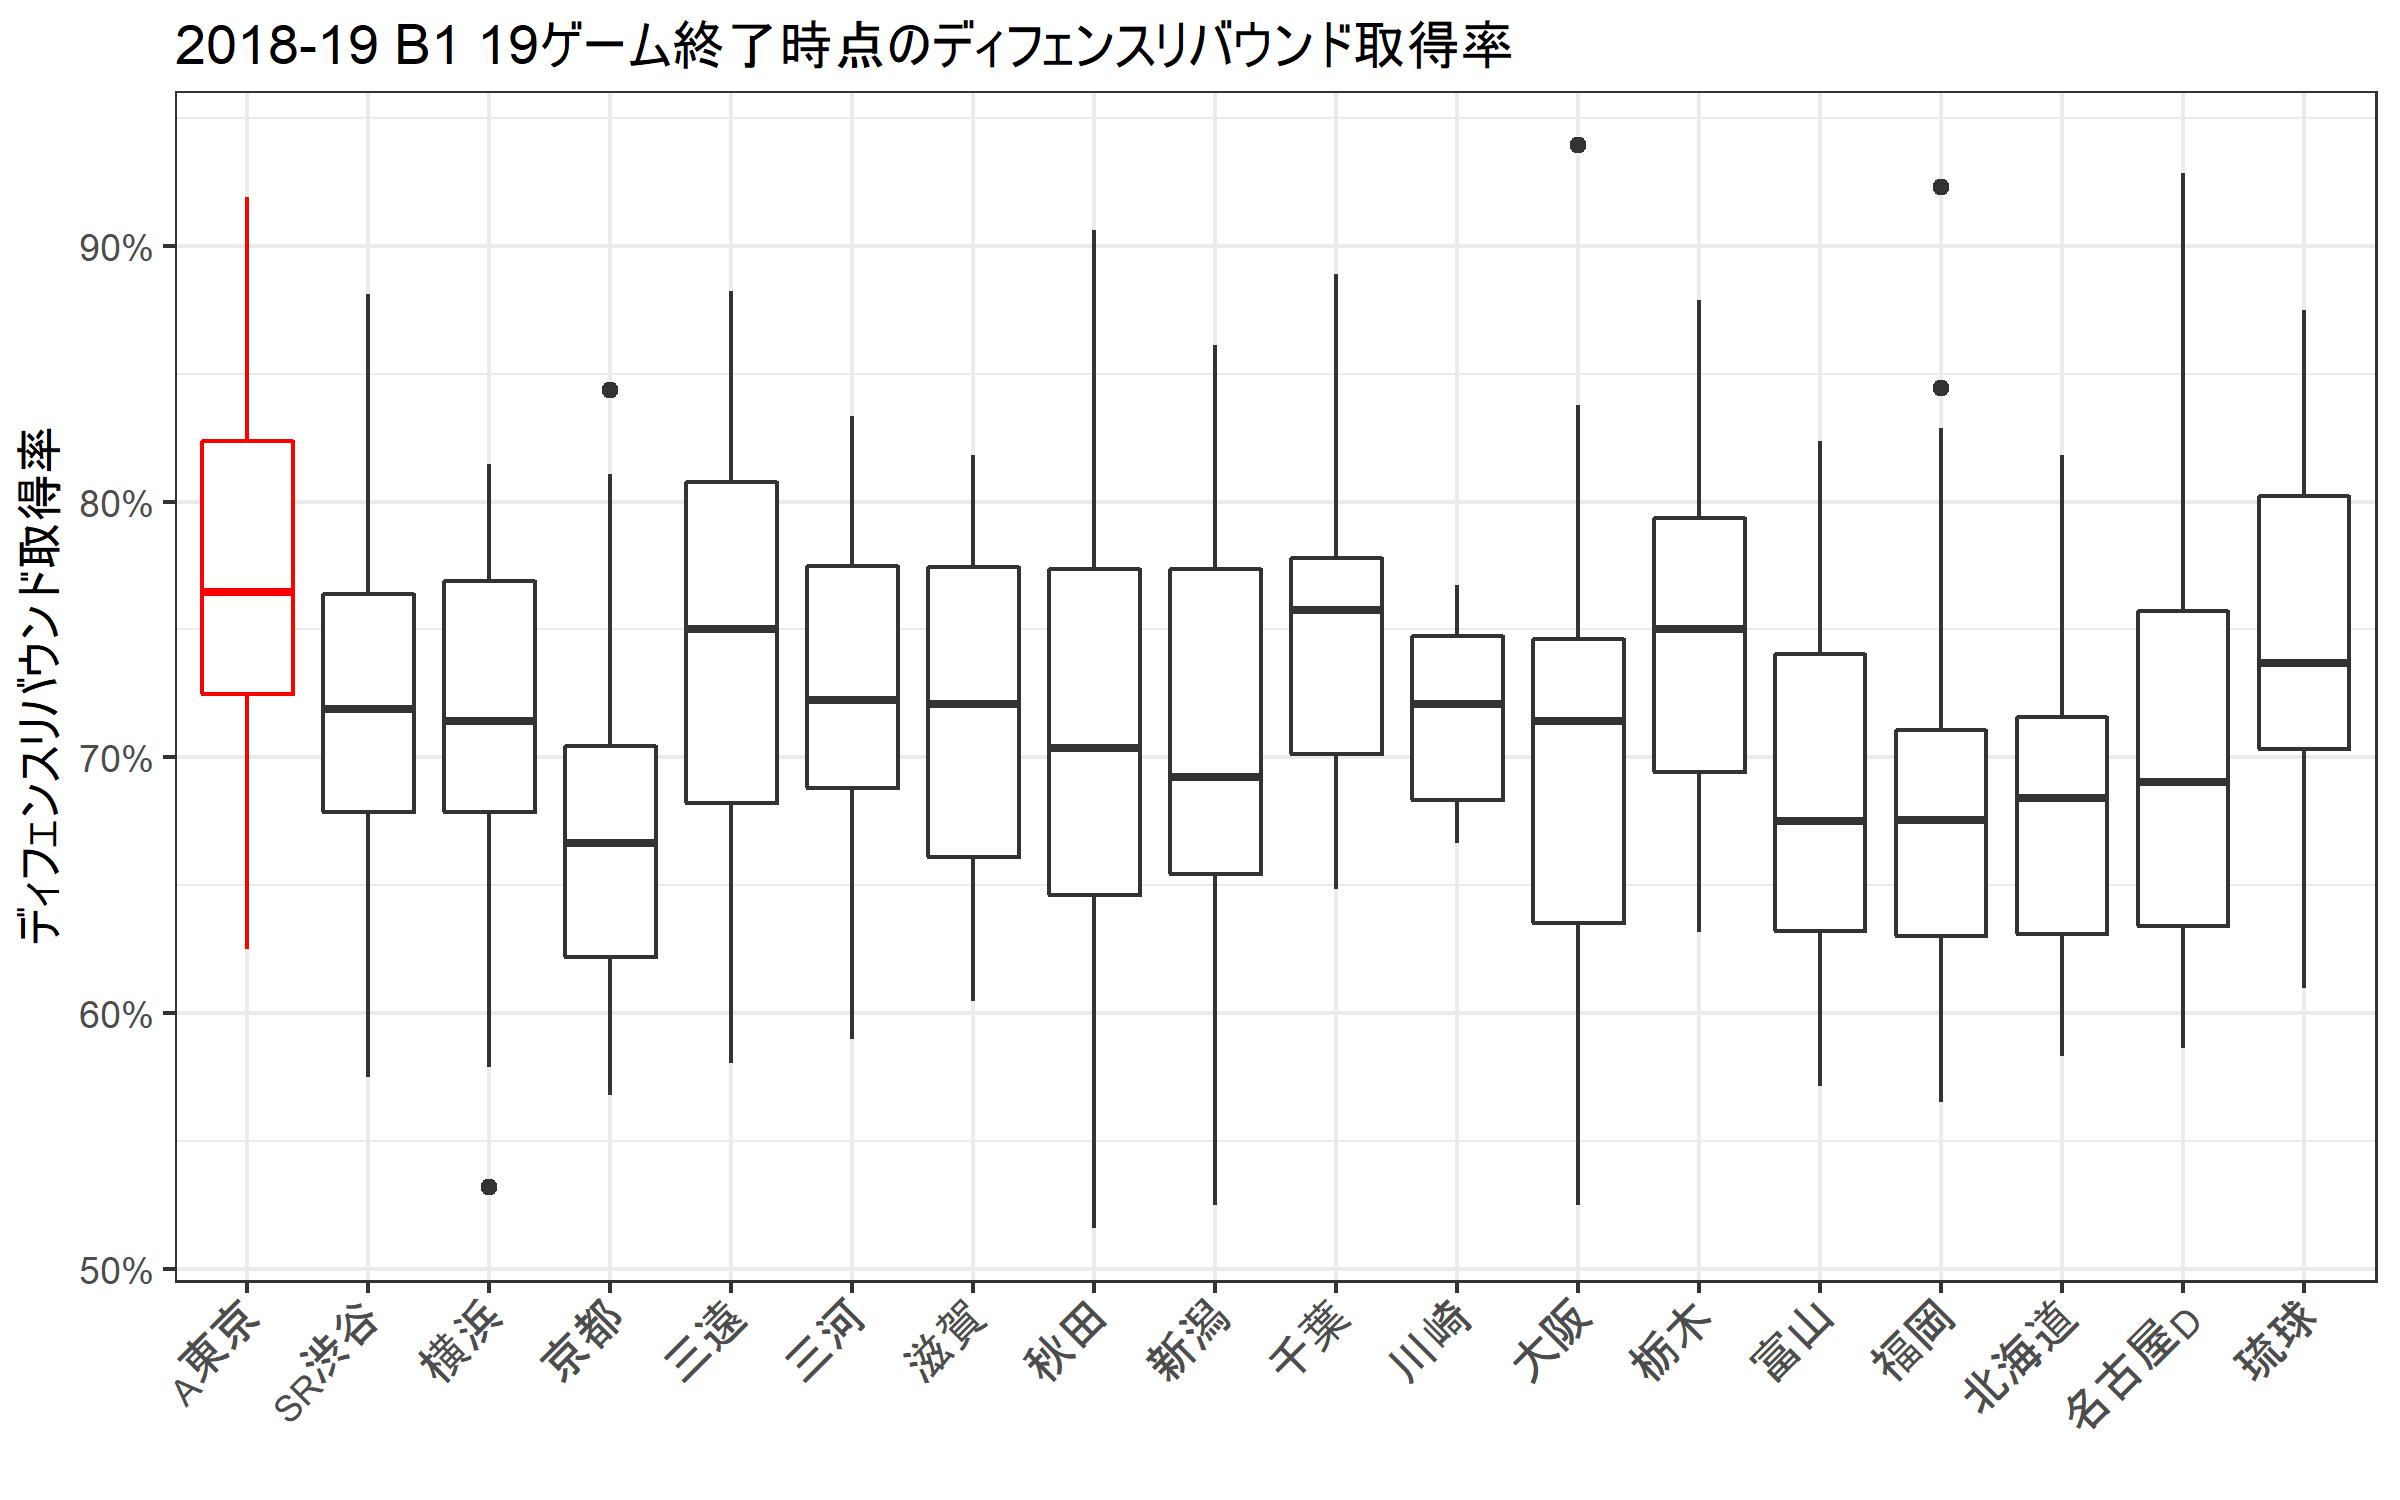 2018-19 B1 19ゲーム終了時点のディフェンスリバウンド取得率
ディフェンスリバウンド取得率
90%
80%
70%
60%
50%
A東京
SR渋谷
横浜
京都
三遠
三河
滋賀
秋田
新潟
千葉
川崎
大阪
栃木
富山
福岡
北海道
名古屋D
琉球